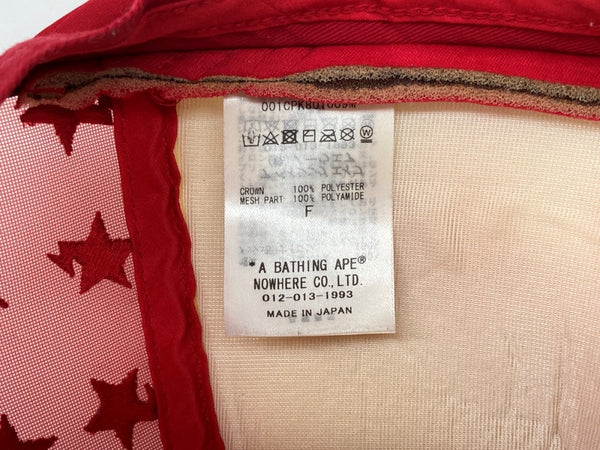 CROWN 100% POLYESTER
MESH PART 100% POLYAMIDE
F
*A BATHING APE®
NOWHERE CO.,LTD.
012-013-1993
MADE IN JAPAN